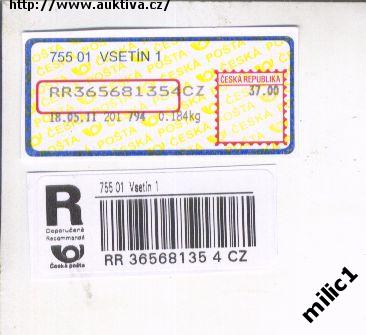 http://www.auktiva.cz/
755 01 VSETÍN 1
ČESKÁ REPUBLIKA
RR365681354CZ
37.00
18.05.11 201 794 0.184kg
ČESKÁ POŠTA
R
755 01 Vsetín 1
Doporučeně
Recommandé
Česká pošta
RR 36568135 4 CZ
milic1